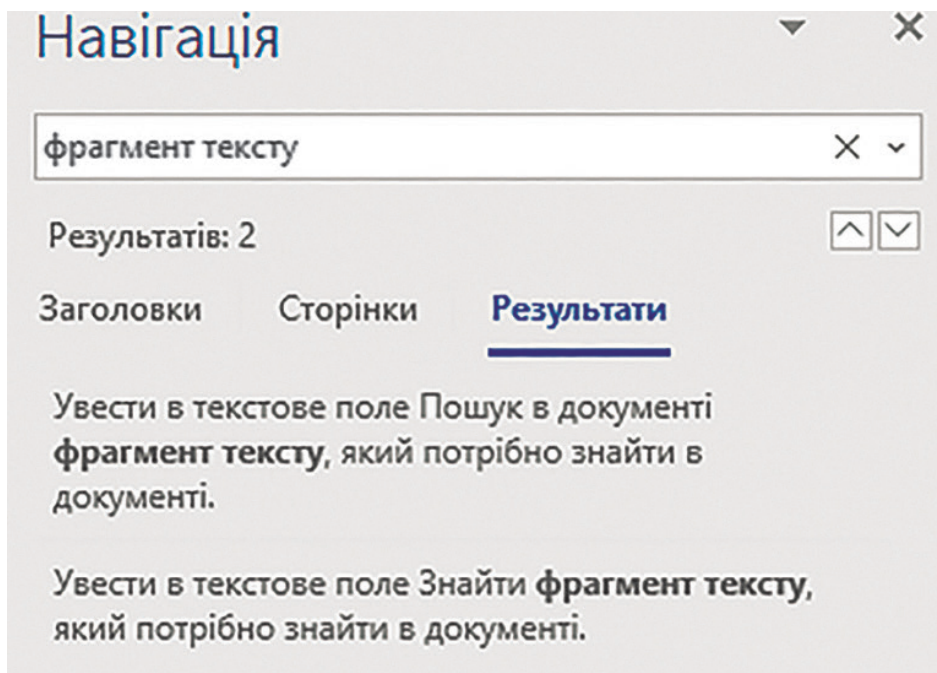 Навігація
фрагмент тексту
Результатів: 2
Заголовки Сторінки Результати
Увести в текстове поле Пошук в документі
фрагмент тексту, який потрібно знайти в
документі.
Увести в текстове поле Знайти фрагмент тексту,
який потрібно знайти в документі.